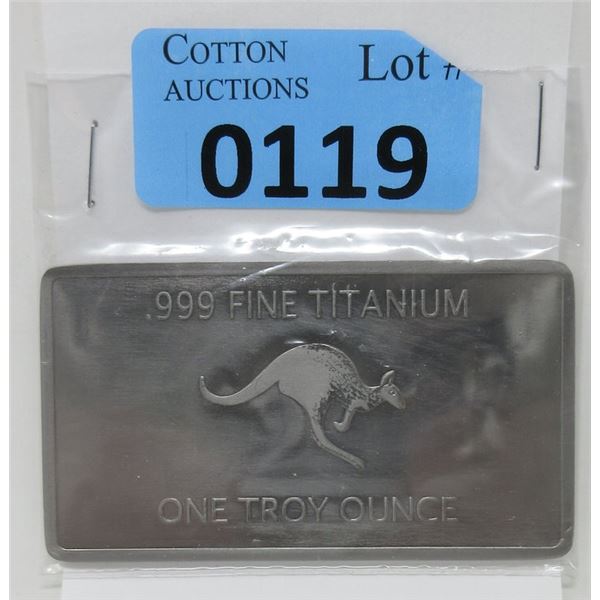 COTTON
AUCTIONS
Lot #
0119
.999 FINE TITANIUM
ONE TROY OUNCE